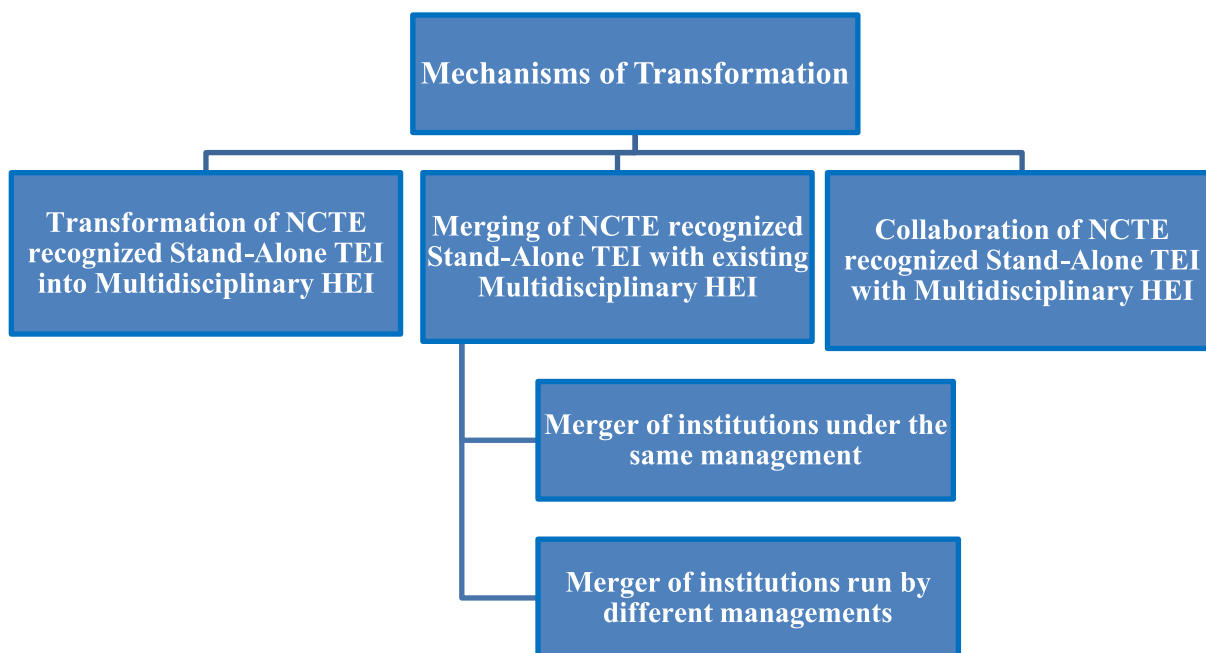 Mechanisms of Transformation
Transformation of NCTE
recognized Stand-Alone TEI
into Multidisciplinary HEI
Merging of NCTE recognized
Stand-Alone TEI with existing
Multidisciplinary HEI
Collaboration of NCTE
recognized Stand-Alone TEI
with Multidisciplinary HEI
Merger of institutions under the
same management
Merger of institutions run by
different managements